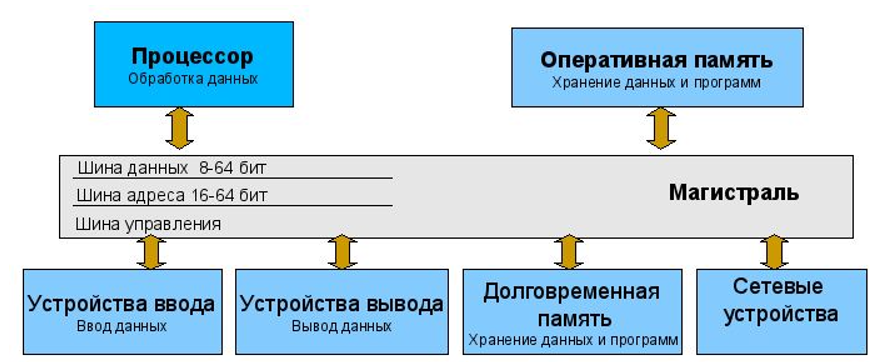 Процессор
Обработка данных
Оперативная память
Хранение данных и программ
Шина данных 8-64 бит
Шина адреса 16-64 бит
Шина управления
Магистраль
Устройства ввода
Ввод данных
Устройства вывода
Вывод данных
Долговременная
память
Хранение данных и программ
Сетевые
устройства